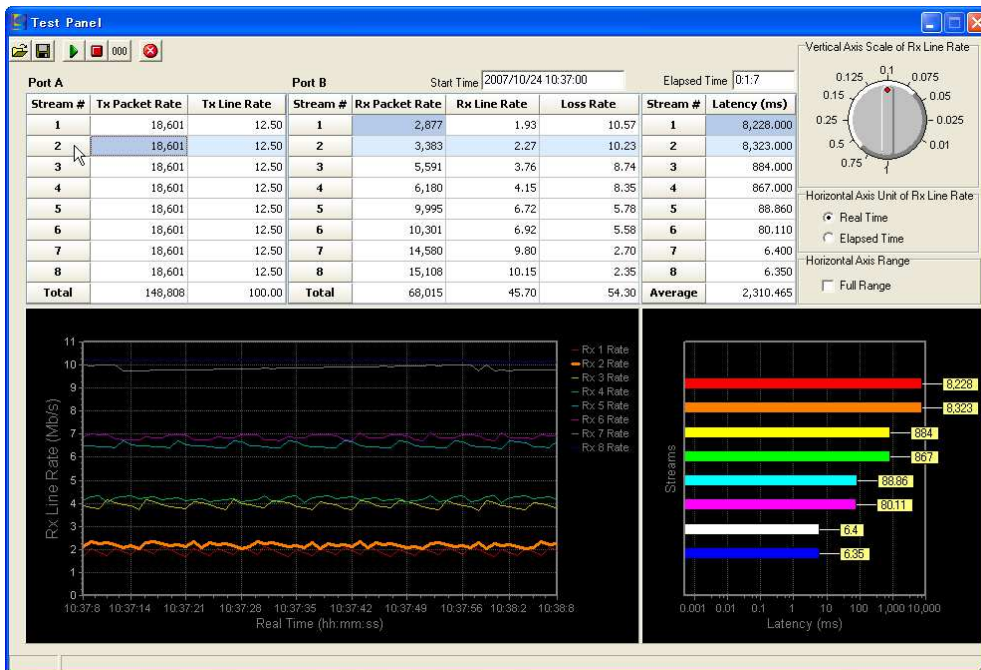 Test Panel
000
Port A
Port B
Start Time 2007/10/24 10:37:00
Elapsed Time 0:1:7
Stream # Tx Packet Rate Tx Line Rate Stream # Rx Packet Rate Rx Line Rate Loss Rate Stream # Latency (ms)
1 18,601 12.50 1 2,877 1.93 10.57 1 8,228.000
2 18,601 12.50 2 3,383 2.27 10.23 2 8,323.000
3 18,601 12.50 3 5,591 3.76 8.74 3 884.000
4 18,601 12.50 4 6,180 4.15 8.35 4 867.000
5 18,601 12.50 5 9,995 6.72 5.78 5 88.860
6 18,601 12.50 6 10,301 6.92 5.58 6 80.110
7 18,601 12.50 7 14,580 9.80 2.70 7 6.400
8 18,601 12.50 8 15,108 10.15 2.35 8 6.350
Total 148,808 100.00 Total 68,015 45.70 54.30 Average 2,310.465
Vertical Axis Scale of Rx Line Rate
0.1
0.125 0.075
0.15 0.05
0.25 0.025
0.5 0.01
0.75 1
Horizontal Axis Unit of Rx Line Rate
Real Time
Elapsed Time
Horizontal Axis Range
Full Range
Rx Line Rate (Mb/s)
11
10
9
8
7
6
5
4
3
2
1
0
10:37:8 10:37:14 10:37:21 10:37:28 10:37:35 10:37:42 10:37:49 10:37:56 10:38:2 10:38:8
Real Time (hh:mm:ss)
Rx 1 Rate
Rx 2 Rate
Rx 3 Rate
Rx 4 Rate
Rx 5 Rate
Rx 6 Rate
Rx 7 Rate
Rx 8 Rate
Streams
8,228
8,323
884
867
88.86
80.11
6.4
6.35
0.001 0.01 0.1 1 10 100 1,000 10,000
Latency (ms)